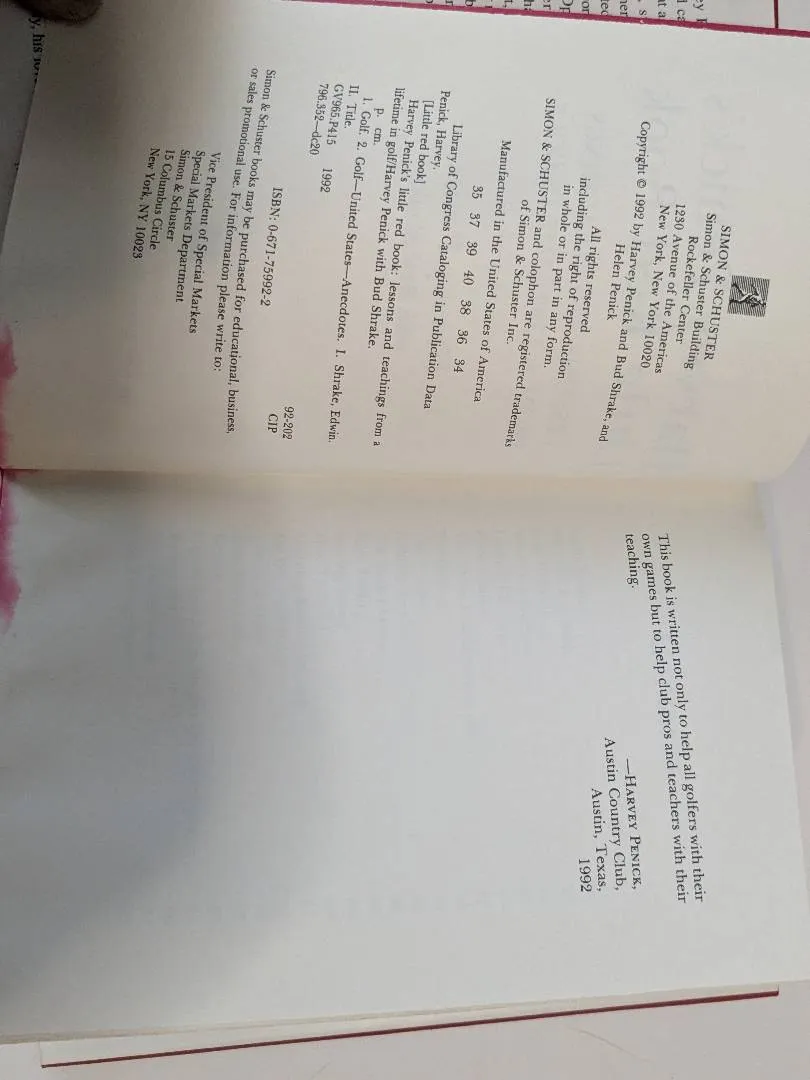 SIMON & SCHUSTER
Simon & Schuster Building
Rockefeller Center
1230 Avenue of the Americas
New York, New York 10020
Copyright © 1992 by Harvey Penick and Bud Shrake, and
Helen Penick
All rights reserved
including the right of reproduction
in whole or in part in any form.
SIMON & SCHUSTER and colophon are registered trademarks
of Simon & Schuster Inc.
Manufactured in the United States of America
35 37 39 40 38 36 34
Library of Congress Cataloging in Publication Data
Penick, Harvey.
[Little red book]
Harvey Penick's little red book: lessons and teachings from a
lifetime in golf/Harvey Penick with Bud Shrake.
p. cm.
1. Golf. 2. Golf—United States—Anecdotes. I. Shrake, Edwin.
II. Title.
GV965.P415 1992
796.352—dc20
92-202
CIP
ISBN: 0-671-75992-2
Simon & Schuster books may be purchased for educational, business,
or sales promotional use. For information please write to:
Vice President of Special Markets
Special Markets Department
Simon & Schuster
15 Columbus Circle
New York, NY 10023
This book is written not only to help all golfers with their
own games but to help club pros and teachers with their
teaching.
—HARVEY PENICK,
Austin Country Club,
Austin, Texas,
1992